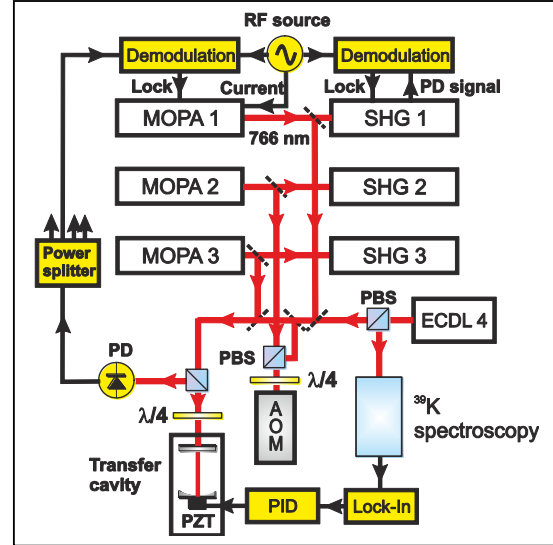 RF source
Demodulation
Demodulation
Lock
Current
Lock
PD signal
MOPA 1
SHG 1
766 nm
MOPA 2
SHG 2
MOPA 3
SHG 3
Power
splitter
PBS
ECDL 4
PD
PBS
λ/4
λ/4
AOM
³⁹K
spectroscopy
Transfer
cavity
PZT
PID
Lock-In